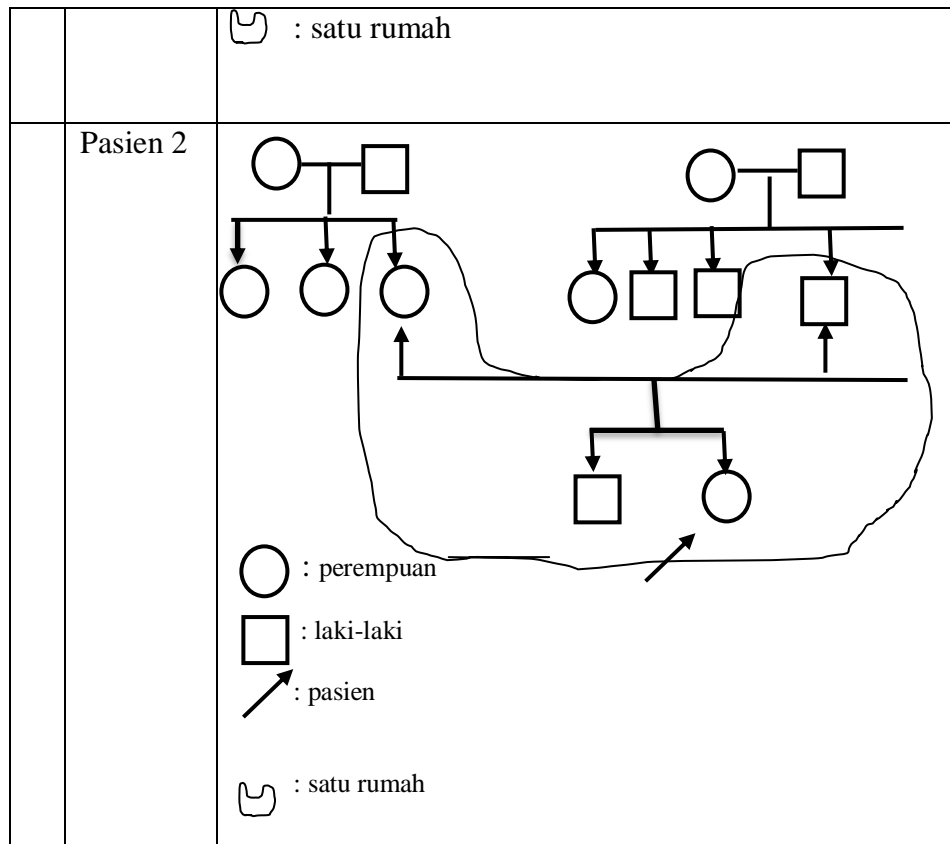 : satu rumah
Pasien 2
: perempuan
: laki-laki
: pasien
: satu rumah